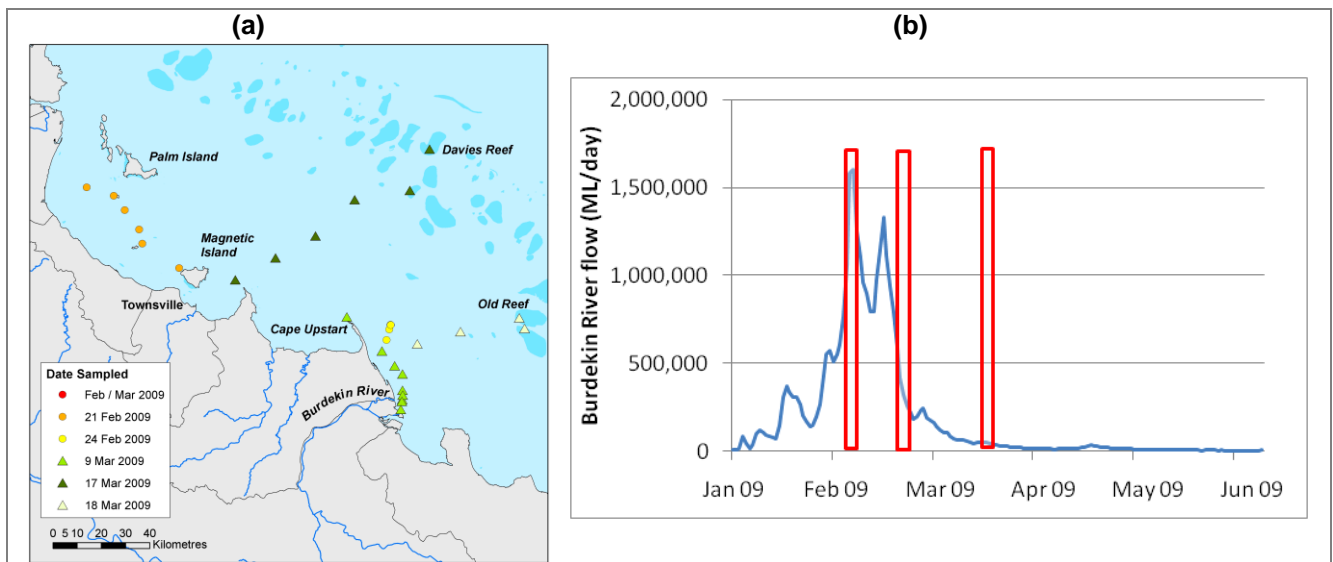 (a)
Palm Island
Davies Reef
Magnetic
Island
Townsville
Old Reef
Cape Upstart
Burdekin River
Date Sampled
Feb / Mar 2009
21 Feb 2009
24 Feb 2009
9 Mar 2009
17 Mar 2009
18 Mar 2009
0 5 10 20 30 40
Kilometres
(b)
Burdekin River flow (ML/day)
2,000,000
1,500,000
1,000,000
500,000
0
Jan 09 Feb 09 Mar 09 Apr 09 May 09 Jun 09